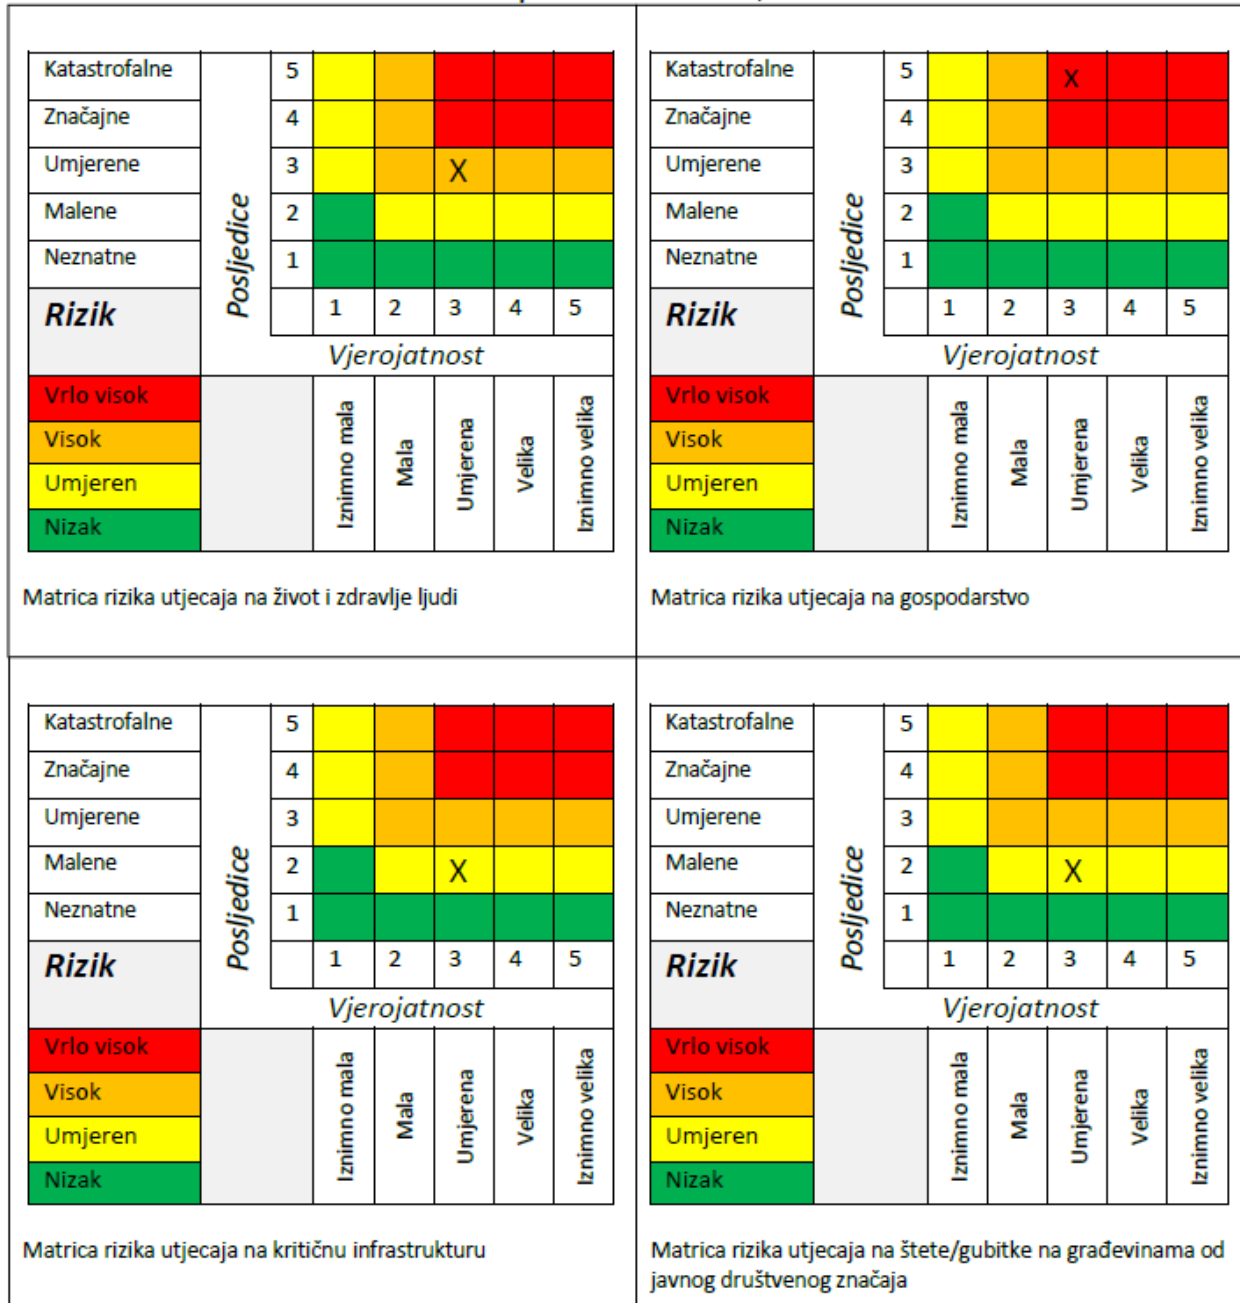 Katastrofalne 5
Značajne 4
Umjerene 3 X
Malene 2
Neznatne 1
Posljedice
Rizik 1 2 3 4 5
Vjerojatnost
Vrlo visok
Visok
Umjeren
Nizak
Iznimno mala
Mala
Umjerena
Velika
Iznimno velika
Matrica rizika utjecaja na život i zdravlje ljudi
Katastrofalne 5 X
Značajne 4
Umjerene 3
Malene 2
Neznatne 1
Posljedice
Rizik 1 2 3 4 5
Vjerojatnost
Vrlo visok
Visok
Umjeren
Nizak
Iznimno mala
Mala
Umjerena
Velika
Iznimno velika
Matrica rizika utjecaja na gospodarstvo
Katastrofalne 5
Značajne 4
Umjerene 3
Malene 2 X
Neznatne 1
Posljedice
Rizik 1 2 3 4 5
Vjerojatnost
Vrlo visok
Visok
Umjeren
Nizak
Iznimno mala
Mala
Umjerena
Velika
Iznimno velika
Matrica rizika utjecaja na kritičnu infrastrukturu
Katastrofalne 5
Značajne 4
Umjerene 3
Malene 2 X
Neznatne 1
Posljedice
Rizik 1 2 3 4 5
Vjerojatnost
Vrlo visok
Visok
Umjeren
Nizak
Iznimno mala
Mala
Umjerena
Velika
Iznimno velika
Matrica rizika utjecaja na štete/gubitke na građevinama od
javnog društvenog značaja